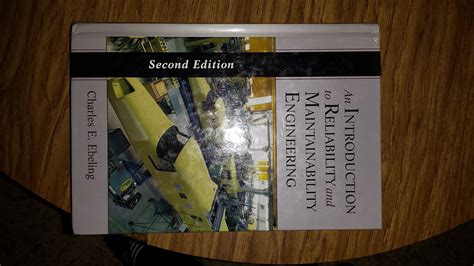 An INTRODUCTION
to RELIABILITY and
MAINTAINABILITY
ENGINEERING
Second Edition
Charles E. Ebeling